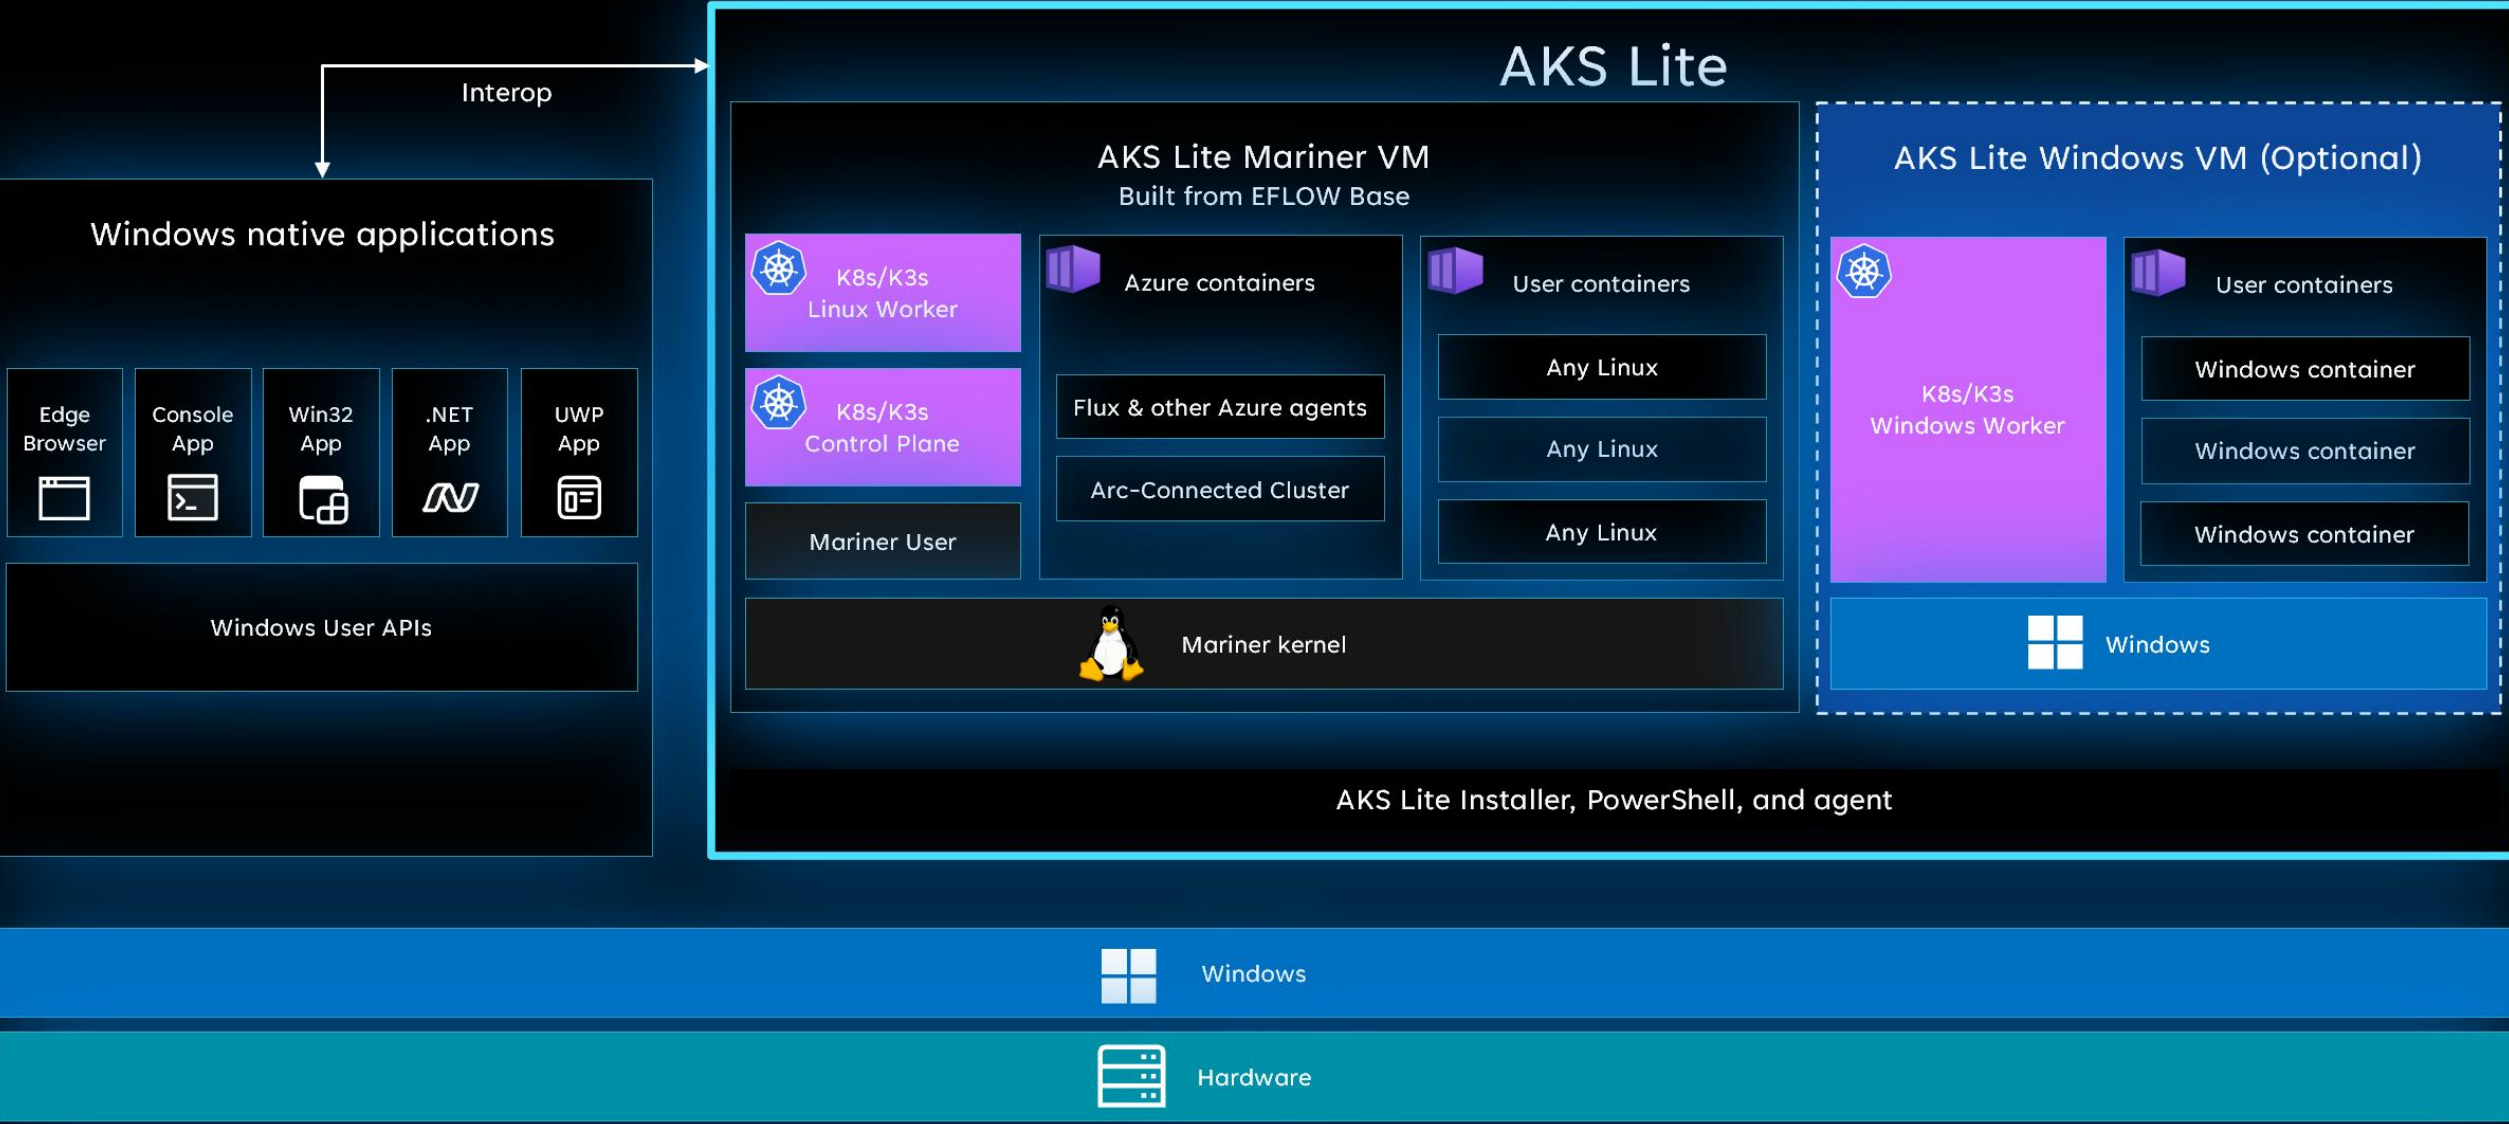 AKS Lite
Interop
Windows native applications
Edge
Browser
Console
App
Win32
App
.NET
App
UWP
App
Windows User APIs
AKS Lite Mariner VM
Built from EFLOW Base
K8s/K3s
Linux Worker
K8s/K3s
Control Plane
Mariner User
Azure containers
Flux & other Azure agents
Arc-Connected Cluster
User containers
Any Linux
Any Linux
Any Linux
Mariner kernel
AKS Lite Windows VM (Optional)
K8s/K3s
Windows Worker
User containers
Windows container
Windows container
Windows container
Windows
AKS Lite Installer, PowerShell, and agent
Windows
Hardware